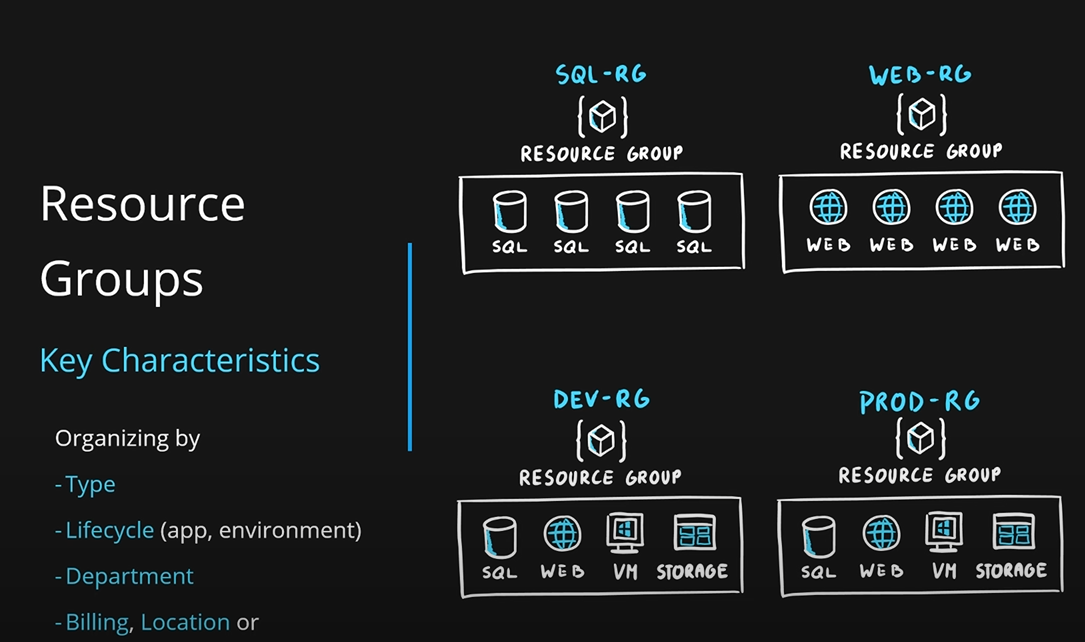 Resource
Groups
Key Characteristics
Organizing by
- Type
- Lifecycle (app, environment)
- Department
- Billing, Location or
SQL-RG
RESOURCE GROUP
SQL SQL SQL SQL
WEB-RG
RESOURCE GROUP
WEB WEB WEB WEB
DEV-RG
RESOURCE GROUP
SQL WEB VM STORAGE
PROD-RG
RESOURCE GROUP
SQL WEB VM STORAGE